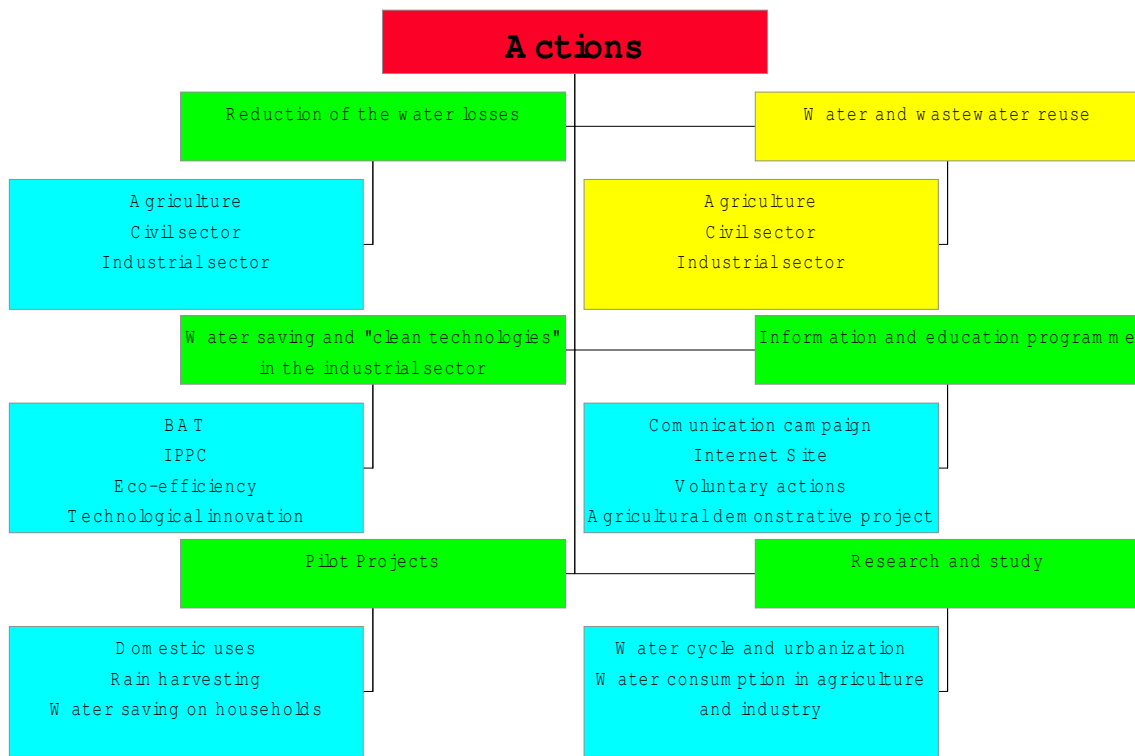 Actions
Reduction of the water losses
Water and wastewater reuse
Agriculture
Civil sector
Industrial sector
Agriculture
Civil sector
Industrial sector
Water saving and "clean technologies"
in the industrial sector
Information and education programme
BAT
IPPC
Eco-efficiency
Technological innovation
Comunication campaign
Internet Site
Voluntary actions
Agricultural demonstrative project
Pilot Projects
Research and study
Domestic uses
Rain harvesting
Water saving on households
Water cycle and urbanization
Water consumption in agriculture
and industry